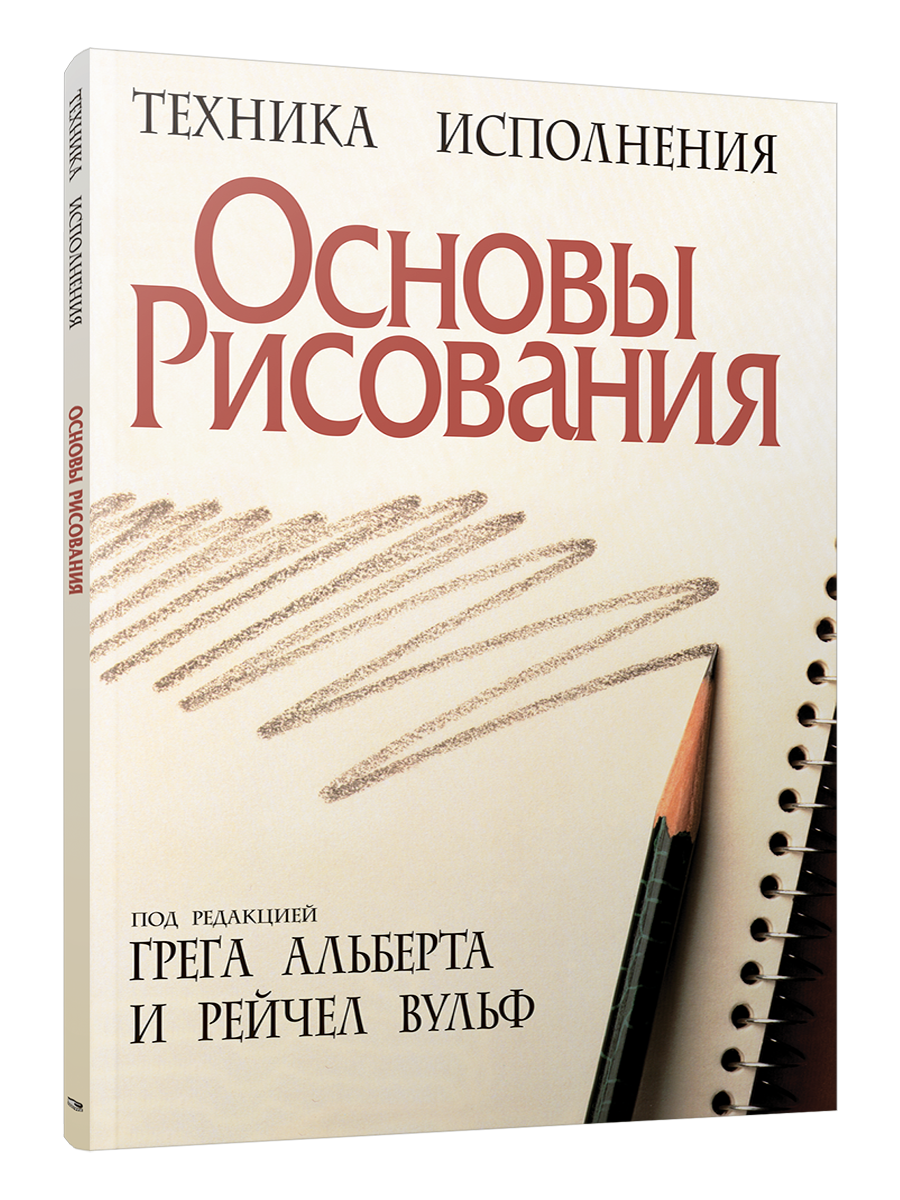 ТЕХНИКА ИСПОЛНЕНИЯ
ОСНОВЫ
РИСОВАНИЯ
ПОД РЕДАКЦИЕЙ
ГРЕГА АЛЬБЕРТА
И РЕЙЧЕЛ ВУЛЬФ
ТЕХНИКА ИСПОЛНЕНИЯ ОСНОВЫ РИСОВАНИЯ